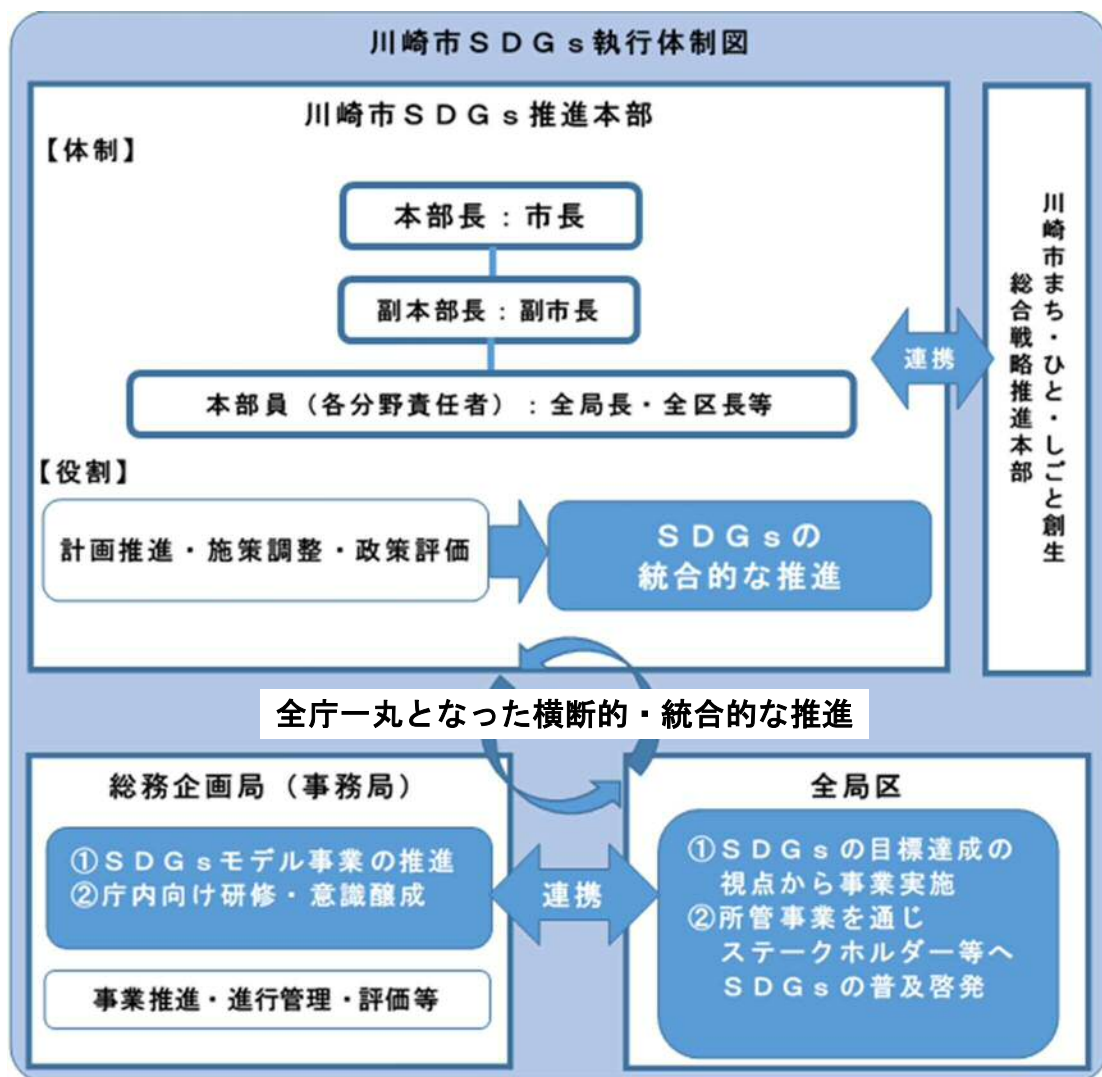 川崎市ＳＤＧｓ執行体制図
川崎市ＳＤＧｓ推進本部
【体制】
本部長：市長
副本部長：副市長
本部員（各分野責任者）：全局長・全区長等
【役割】
計画推進・施策調整・政策評価
ＳＤＧｓの
統合的な推進
連携
川崎市まち・ひと・しごと創生
総合戦略推進本部
全庁一丸となった横断的・統合的な推進
総務企画局（事務局）
①ＳＤＧｓモデル事業の推進
②庁内向け研修・意識醸成
事業推進・進行管理・評価等
連携
全局区
①ＳＤＧｓの目標達成の
視点から事業実施
②所管事業を通じ
ステークホルダー等へ
ＳＤＧｓの普及啓発